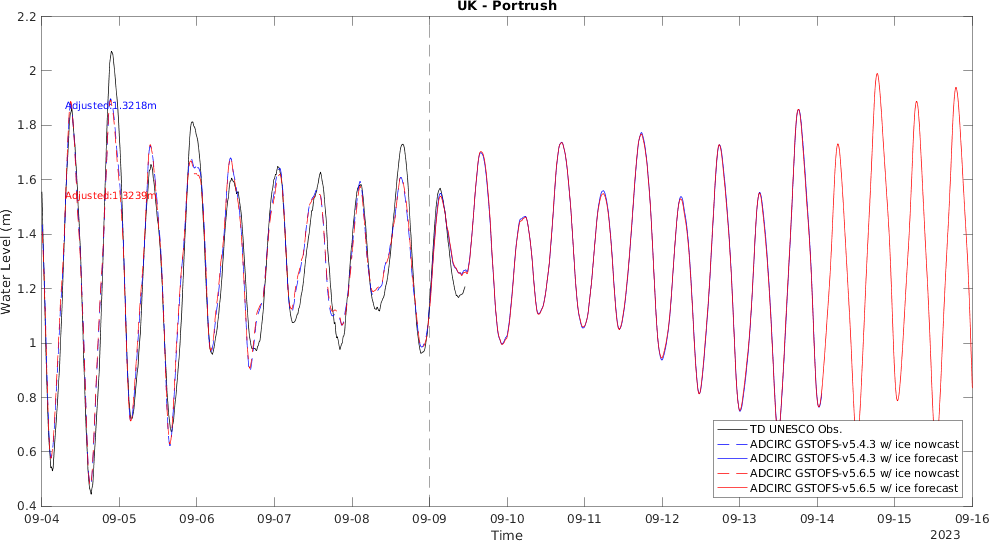 UK - Portrush
2.2
2
1.8
1.6
1.4
1.2
1
0.8
0.6
0.4
Water Level (m)
Adjusted:1.3218m
Adjusted:1.3239m
TD UNESCO Obs.
ADCIRC GSTOFS-v5.4.3 w/ ice nowcast
ADCIRC GSTOFS-v5.4.3 w/ ice forecast
ADCIRC GSTOFS-v5.6.5 w/ ice nowcast
ADCIRC GSTOFS-v5.6.5 w/ ice forecast
09-04 09-05 09-06 09-07 09-08 09-09 09-10 09-11 09-12 09-13 09-14 09-15 09-16
Time
2023